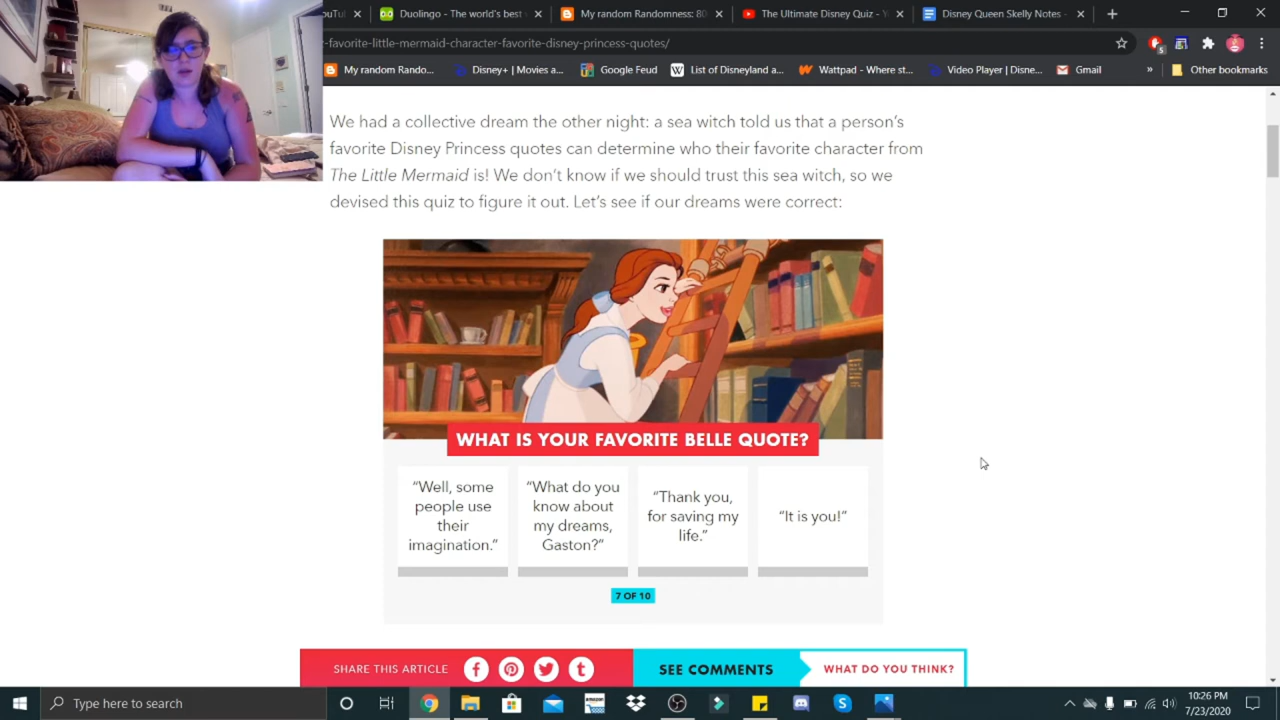 ouTu
Duolingo - The world's best
My random Randomness: 80
The Ultimate Disney Quiz - Y
Disney Queen Skelly Notes -
r-favorite-little-mermaid-character-favorite-disney-princess-quotes/
5
My random Rando...
Disney+ | Movies a...
Google Feud
List of Disneyland a...
Wattpad - Where st...
Video Player | Disne...
Gmail
»
Other bookmarks
We had a collective dream the other night: a sea witch told us that a person's
favorite Disney Princess quotes can determine who their favorite character from
The Little Mermaid is! We don't know if we should trust this sea witch, so we
devised this quiz to figure it out. Let's see if our dreams were correct:
WHAT IS YOUR FAVORITE BELLE QUOTE?
"Well, some
people use
their
imagination."
"What do you
know about
my dreams,
Gaston?"
"Thank you,
for saving my
life."
"It is you!"
7 OF 10
SHARE THIS ARTICLE
SEE COMMENTS
WHAT DO YOU THINK?
Type here to search
10:26 PM
7/23/2020